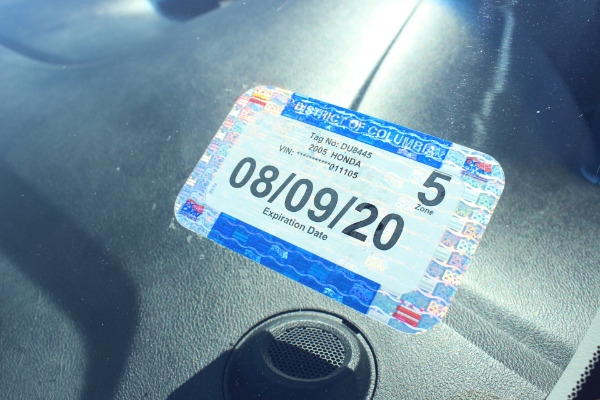 DISTRICT OF COLUMBIA
Tag No: DU8445
2005 HONDA
VIN: **********011105
5
Zone
08/09/20
Expiration Date